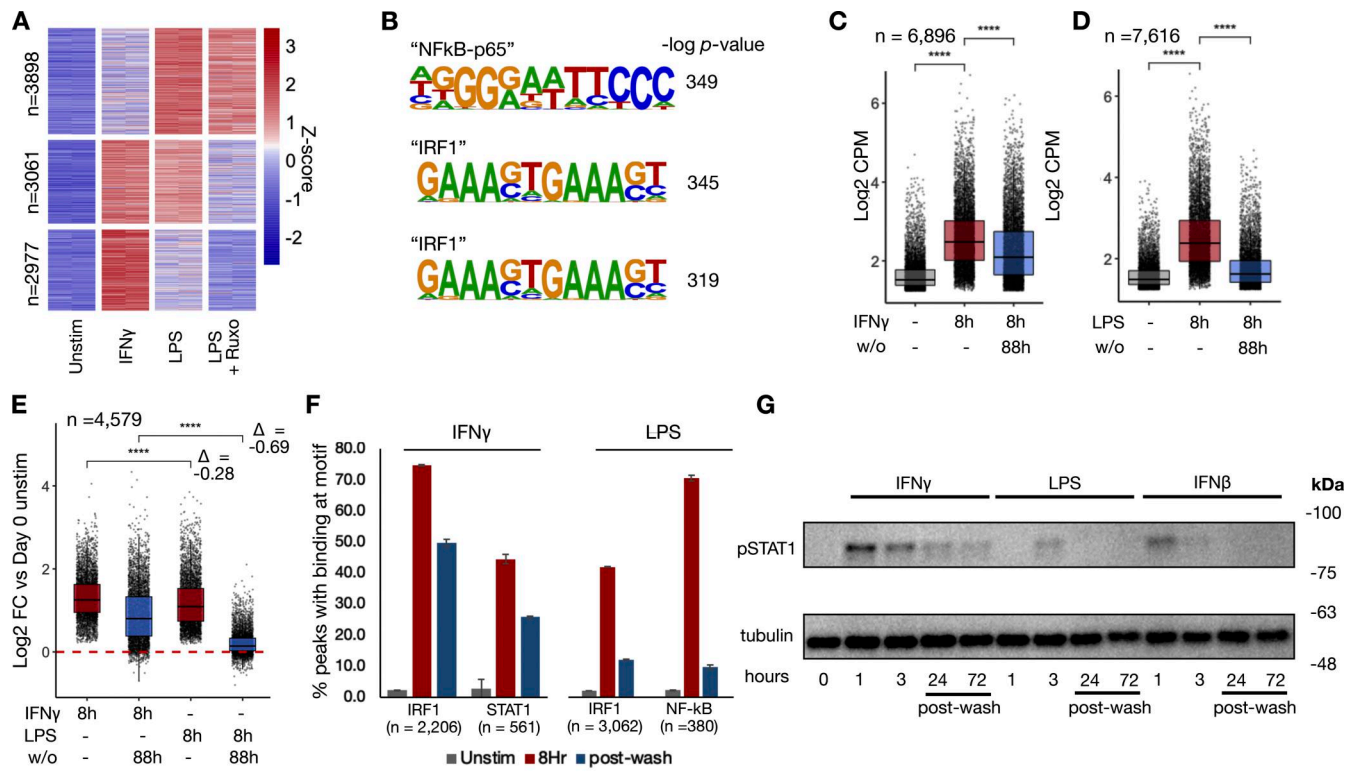 A
n=3898
n=3061
n=2977
Unstim
IFNγ
LPS
LPS
+ Ruxo
3
2
1
0
-1
-2
Z-score
B
-log p-value
“NFkB-p65”
349
“IRF1”
345
“IRF1”
319
C
n = 6,896
****
****
Log2 CPM
6
4
2
IFNγ - 8h 8h
w/o - - 88h
D
n =7,616
****
****
Log2 CPM
6
4
2
LPS - 8h 8h
w/o - - 88h
E
n =4,579
****
Δ =
-0.69
****
Δ =
-0.28
Log2 FC vs Day 0 unstim
4
2
0
IFNγ 8h 8h - -
LPS - - 8h 8h
w/o - 88h - 88h
F
IFNγ
LPS
% peaks with binding at motif
80.0
70.0
60.0
50.0
40.0
30.0
20.0
10.0
0.0
IRF1 STAT1 IRF1 NF-kB
(n = 2,206) (n = 561) (n = 3,062) (n =380)
Unstim 8Hr post-wash
G
IFNγ LPS IFNβ
kDa
-100
pSTAT1
-75
-63
tubulin
-48
hours 0 1 3 24 72 1 3 24 72 1 3 24 72
post-wash post-wash post-wash